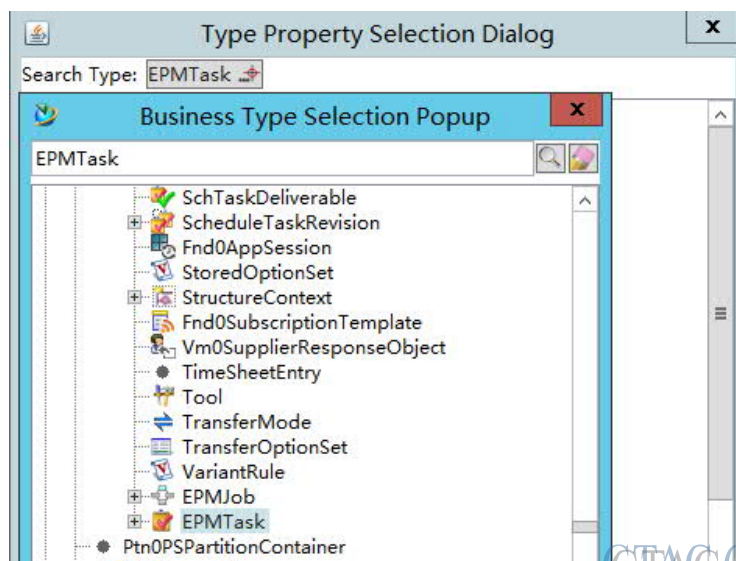 Type Property Selection Dialog
x
Search Type: EPMTask
Business Type Selection Popup
x
EPMTask
SchTaskDeliverable
ScheduleTaskRevision
Fnd0AppSession
StoredOptionSet
StructureContext
Fnd0SubscriptionTemplate
Vm0SupplierResponseObject
TimeSheetEntry
Tool
TransferMode
TransferOptionSet
VariantRule
EPMJob
EPMTask
Ptn0PSPartitionContainer